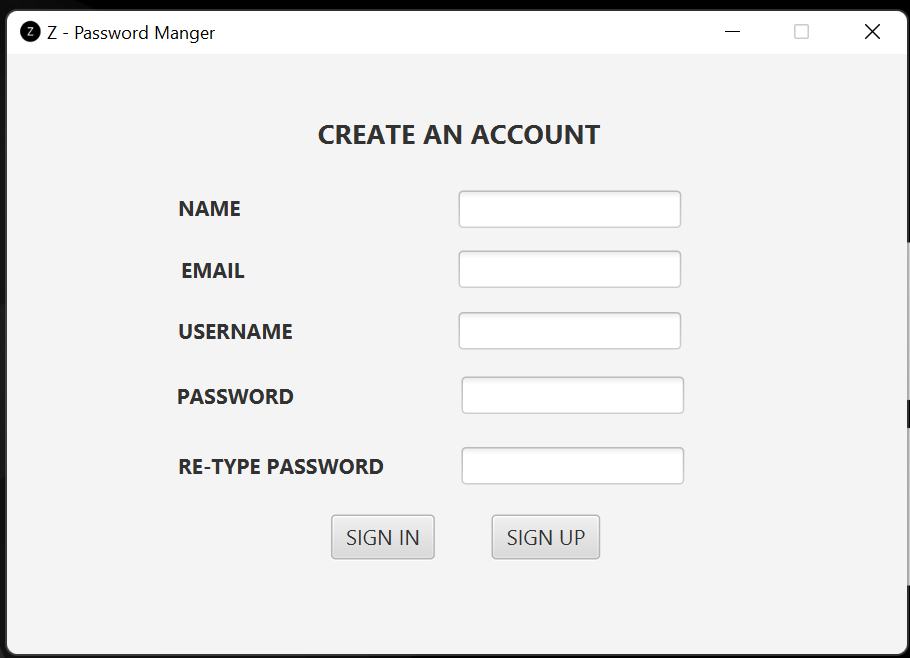 Z Z - Password Manger
CREATE AN ACCOUNT
NAME
EMAIL
USERNAME
PASSWORD
RE-TYPE PASSWORD
SIGN IN SIGN UP